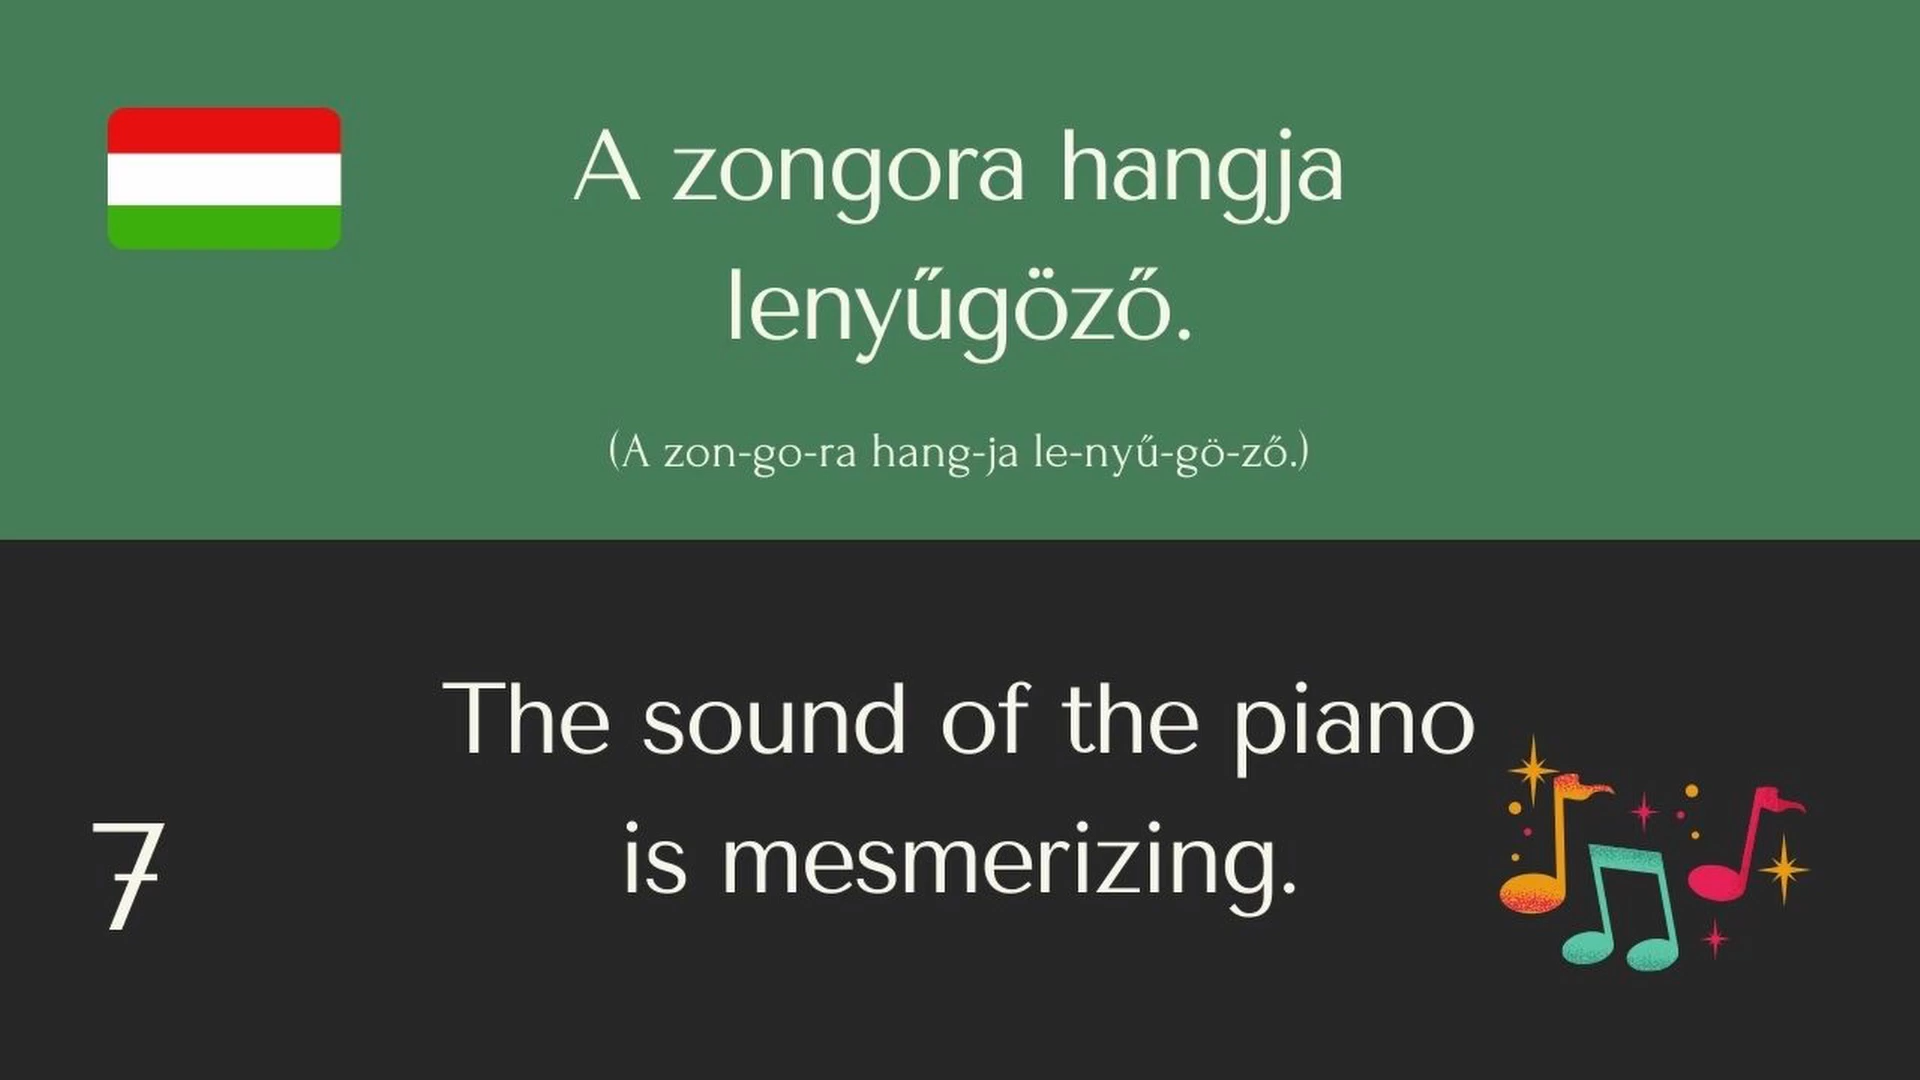 A zongora hangja
lenyűgöző.
(A zon-go-ra hang-ja le-nyű-gö-ző.)
The sound of the piano
is mesmerizing.
7